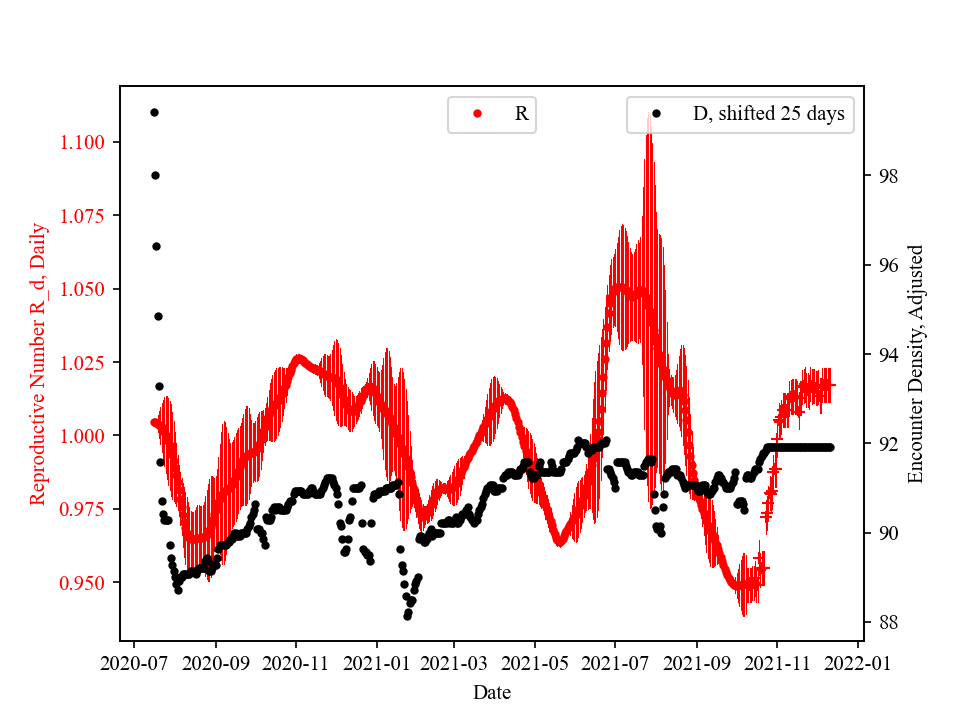 R
D, shifted 25 days
1.100
1.075
1.050
1.025
1.000
0.975
0.950
Reproductive Number R_d, Daily
98
96
94
92
90
88
Encounter Density, Adjusted
2020-07 2020-09 2020-11 2021-01 2021-03 2021-05 2021-07 2021-09 2021-11 2022-01
Date